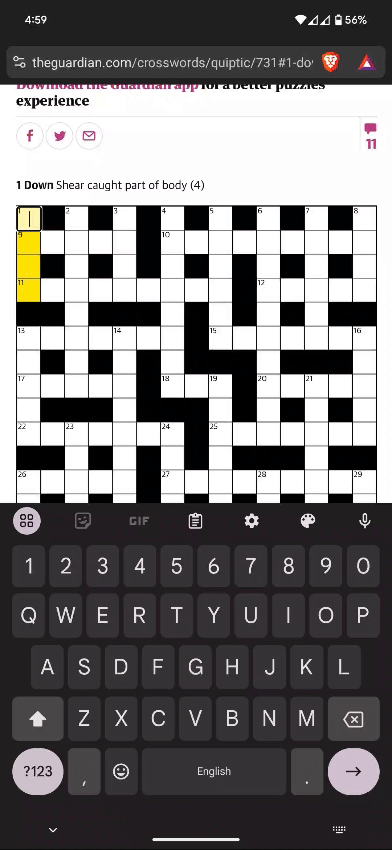 4:59
56%
theguardian.com/crosswords/quiptic/731#1-do
Download the Guardian app for a better puzzles
experience
11
1 Down Shear caught part of body (4)
1 2 3 4 5 6 7 8
9 10
11 12
13 14 15 16
17 18 19 20 21
22 23 24 25
26 27 28 29
GIF
1 2 3 4 5 6 7 8 9 0
Q W E R T Y U I O P
A S D F G H J K L
Z X C V B N M
?123 , English .